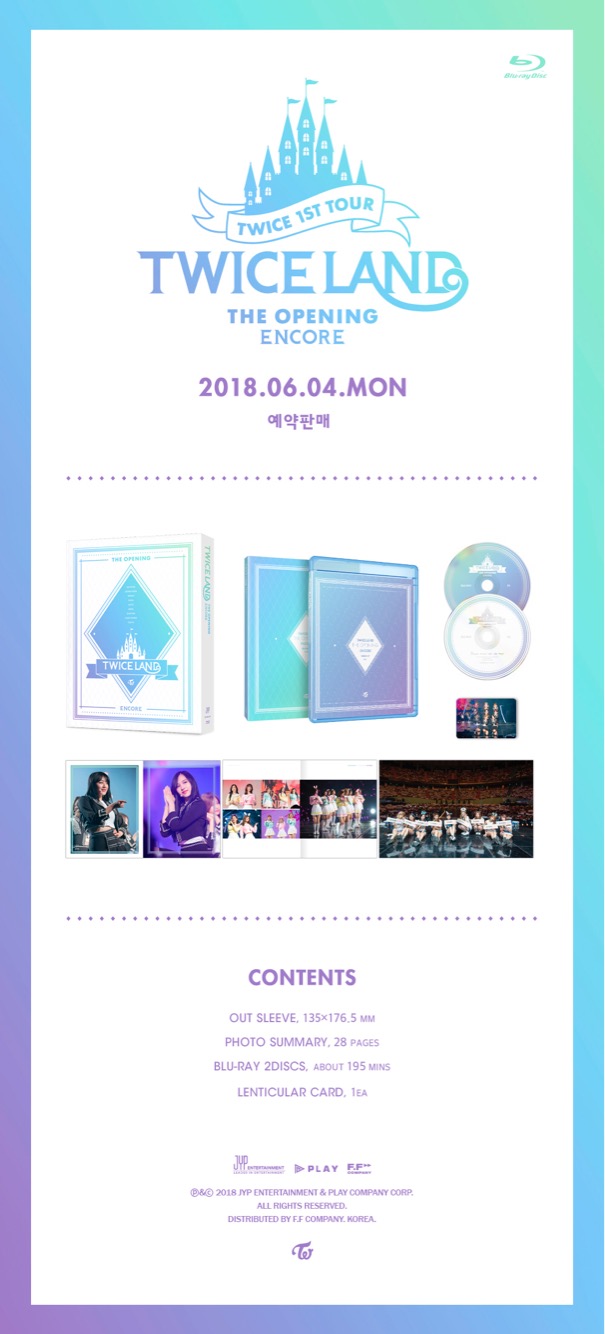 Blu-ray Disc
TWICE 1ST TOUR
TWICELAND
THE OPENING
ENCORE
2018.06.04.MON
예약판매
THE OPENING
TWICELAND
ENCORE
TWICELAND
CONTENTS
OUT SLEEVE, 135×176.5 MM
PHOTO SUMMARY, 28 PAGES
BLU-RAY 2DISCS, ABOUT 195 MINS
LENTICULAR CARD, 1EA
JYP ENTERTAINMENT
PLAY
F.F COMPANY
Ⓟ&Ⓒ 2018 JYP ENTERTAINMENT & PLAY COMPANY CORP.
ALL RIGHTS RESERVED.
DISTRIBUTED BY F.F COMPANY. KOREA.